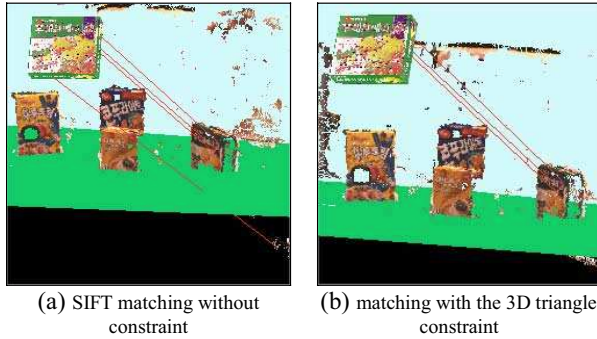 (a) SIFT matching without
constraint
(b) matching with the 3D triangle
constraint